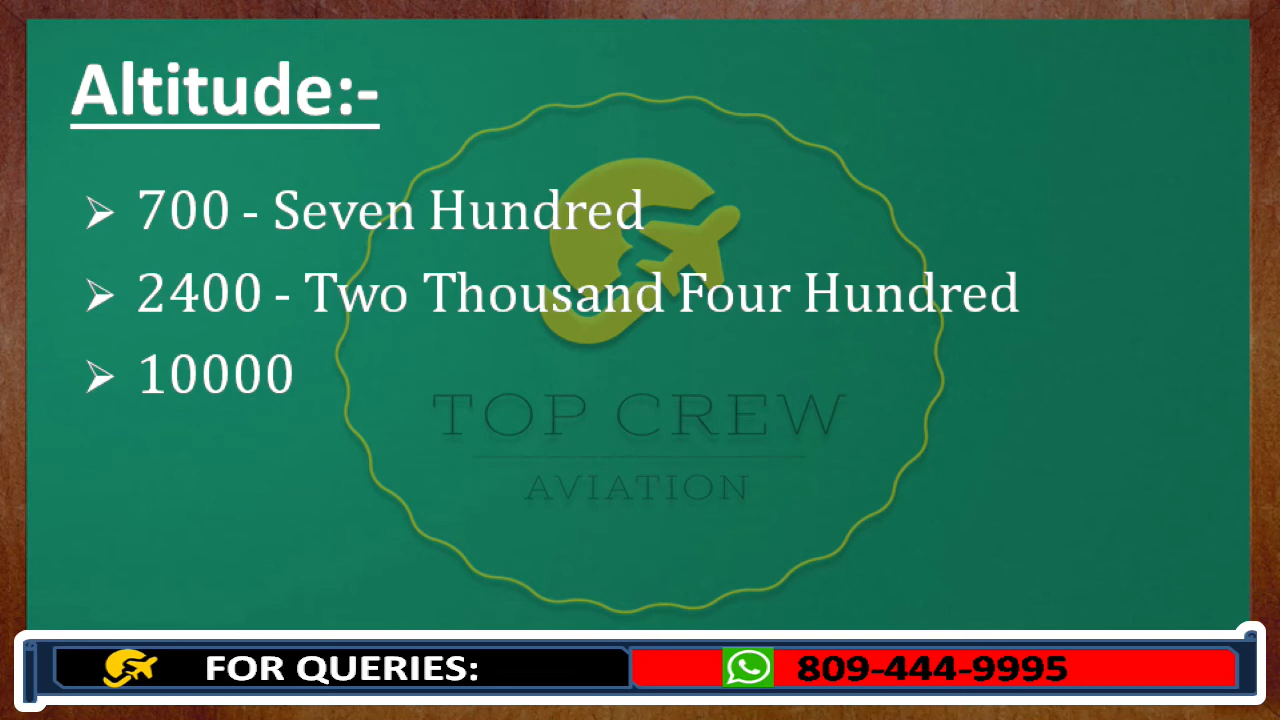 Altitude:-
700 - Seven Hundred
2400 - Two Thousand Four Hundred
10000
TOP CREW
AVIATION
FOR QUERIES: 809-444-9995